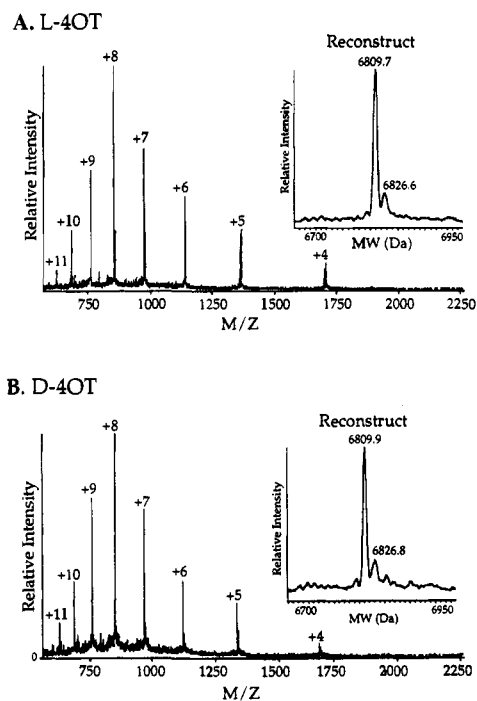 A. L-4OT
Relative Intensity
+11
+10
+9
+8
+7
+6
+5
+4
750 1000 1250 1500 1750 2000 2250
M/Z
Reconstruct
6809.7
6826.6
Relative Intensity
6700 6950
MW (Da)
B. D-4OT
Relative Intensity
0
+11
+10
+9
+8
+7
+6
+5
+4
750 1000 1250 1500 1750 2000 2250
M/Z
Reconstruct
6809.9
6826.8
Relative Intensity
6700 6950
MW (Da)